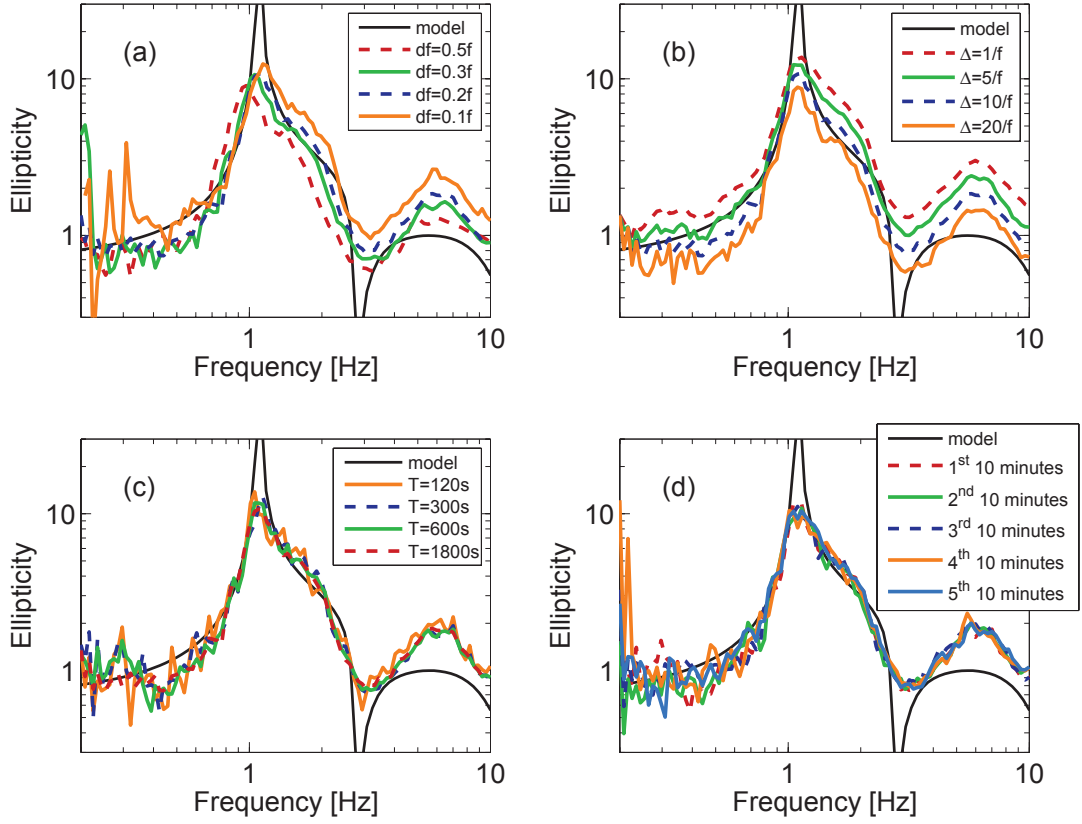 (a)
model
df=0.5f
df=0.3f
df=0.2f
df=0.1f
10
1
Ellipticity
1
10
Frequency [Hz]
(b)
model
Δ=1/f
Δ=5/f
Δ=10/f
Δ=20/f
10
1
Ellipticity
1
10
Frequency [Hz]
(c)
model
T=120s
T=300s
T=600s
T=1800s
10
1
Ellipticity
1
10
Frequency [Hz]
(d)
model
1st 10 minutes
2nd 10 minutes
3rd 10 minutes
4th 10 minutes
5th 10 minutes
10
1
Ellipticity
1
10
Frequency [Hz]